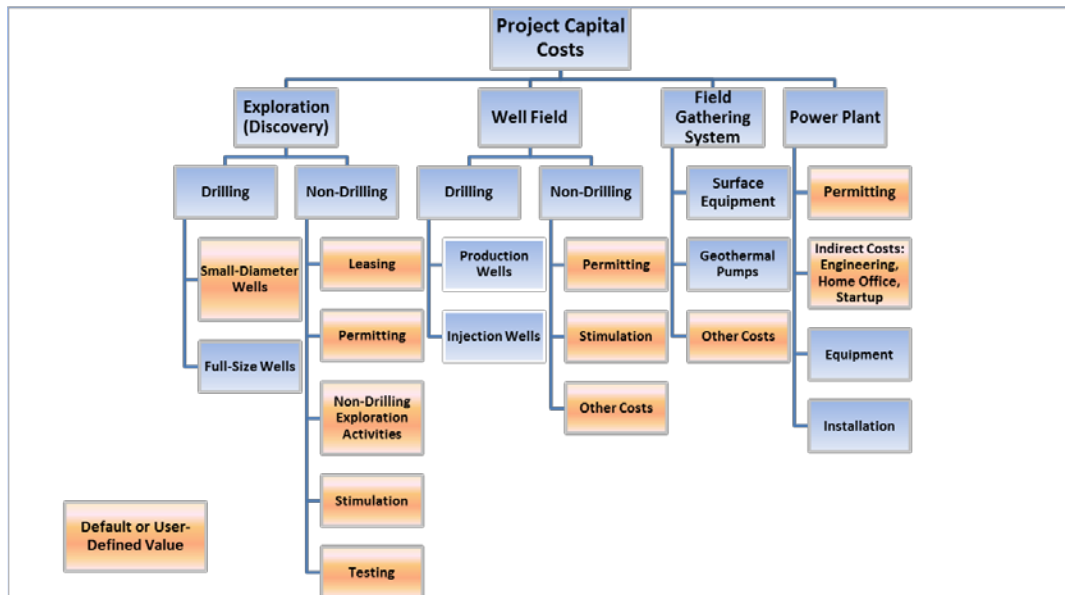 Project Capital
Costs
Exploration
(Discovery)
Well Field
Field
Gathering
System
Power Plant
Drilling
Non-Drilling
Drilling
Non-Drilling
Surface
Equipment
Permitting
Small-Diameter
Wells
Leasing
Production
Wells
Permitting
Geothermal
Pumps
Indirect Costs:
Engineering,
Home Office,
Startup
Full-Size Wells
Permitting
Injection Wells
Stimulation
Other Costs
Equipment
Non-Drilling
Exploration
Activities
Other Costs
Installation
Stimulation
Testing
Default or User-
Defined Value